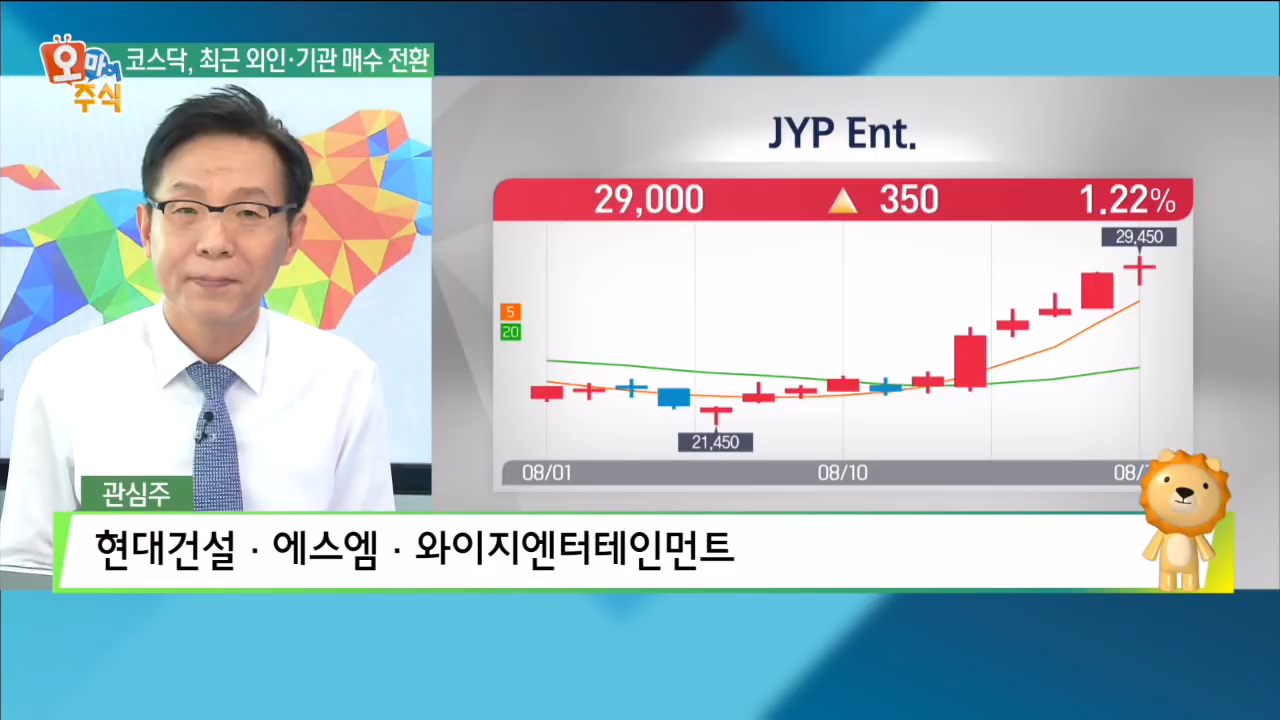 오마이
주식
코스닥, 최근 외인·기관 매수 전환
JYP Ent.
29,000 ▲ 350 1.22%
29,450
5
20
21,450
08/01 08/10 08/
관심주
현대건설 · 에스엠 · 와이지엔터테인먼트